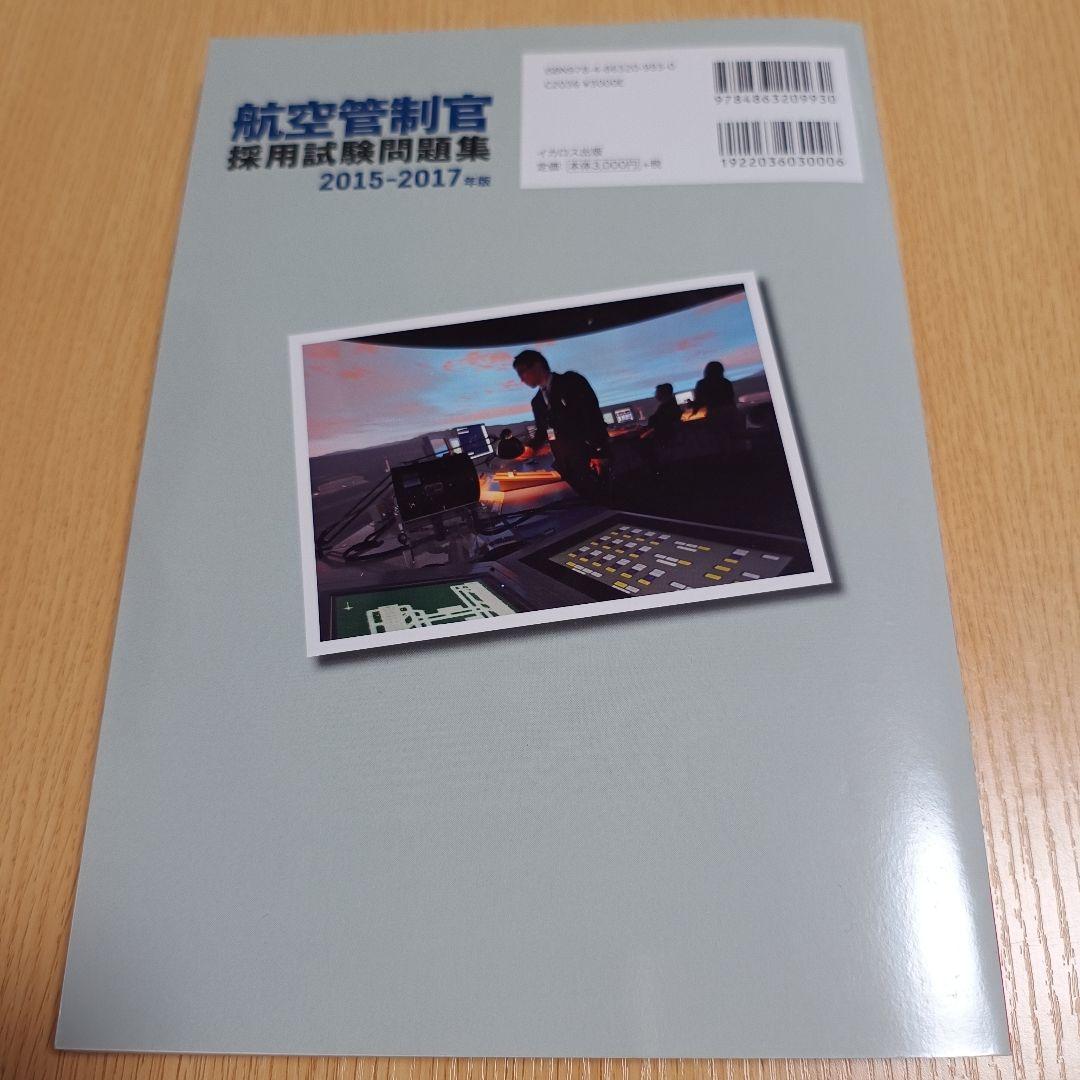 航空管制官
採用試験問題集
2015-2017年版
ISBN978-4-86320-993-0
C2036 ¥3000E
イカロス出版
定価 本体3,000円 +税
9784863209930
1922036030006